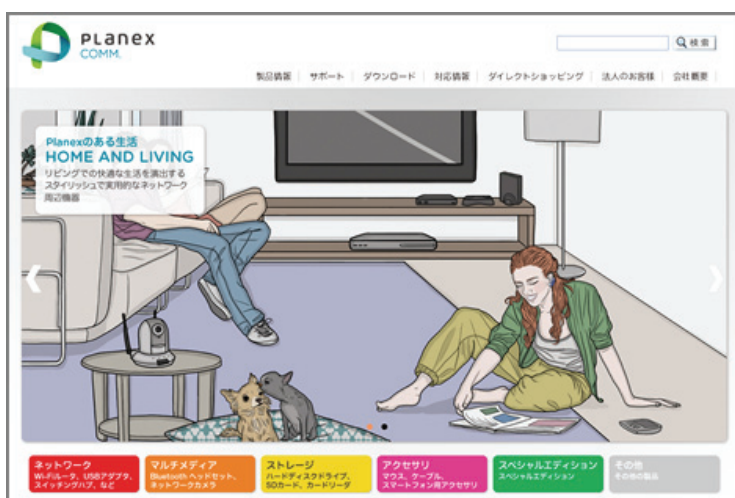 PLANEX
COMM.
検索
製品情報 サポート ダウンロード 対応情報 ダイレクトショッピング 法人のお客様 会社概要
Planexのある生活
HOME AND LIVING
リビングでの快適な生活を演出する
スタイリッシュで実用的なネットワーク
周辺機器
ネットワーク
Wi-Fiルータ、USBアダプタ、
スイッチングハブ、など
マルチメディア
Bluetooth ヘッドセット、
ネットワークカメラ
ストレージ
ハードディスクドライブ、
SDカード、カードリーダ
アクセサリ
マウス、ケーブル、
スマートフォン用アクセサリ
スペシャルエディション
スペシャルエディション
その他
その他の製品